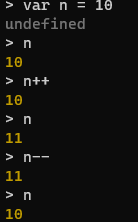 > var n = 10
undefined
> n
10
> n++
10
> n
11
> n--
11
> n
10